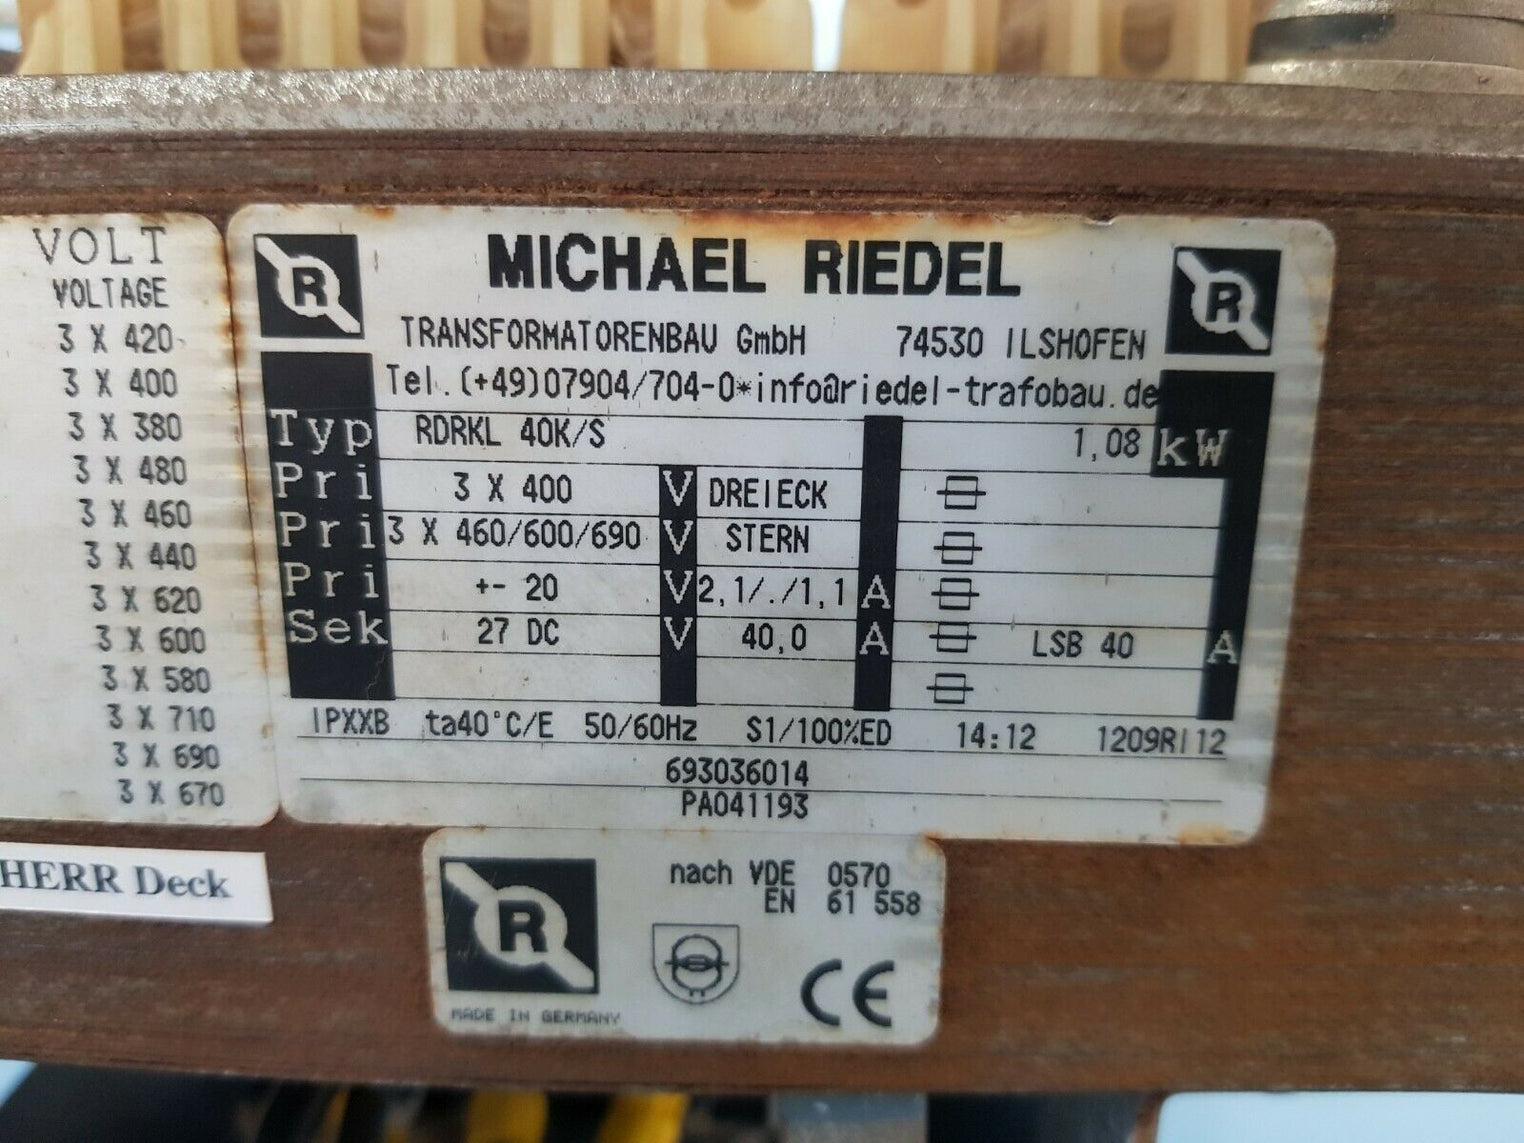 VOLT
VOLTAGE
3 X 420
3 X 400
3 X 380
3 X 480
3 X 460
3 X 440
3 X 620
3 X 600
3 X 580
3 X 710
3 X 690
3 X 670
HERR Deck
R MICHAEL RIEDEL R
TRANSFORMATORENBAU GmbH 74530 ILSHOFEN
Tel.(+49)07904/704-0*info@riedel-trafobau.de
Typ RDRKL 40K/S 1,08 kW
Pri 3 X 400 V DREIECK
Pri 3 X 460/600/690 V STERN
Pri +- 20 V 2,1/./1,1 A
Sek 27 DC V 40,0 A LSB 40 A
IPXXB ta40°C/E 50/60Hz S1/100%ED 14:12 1209RI12
693036014
PA041193
R
nach VDE 0570
EN 61 558
CE
MADE IN GERMANY